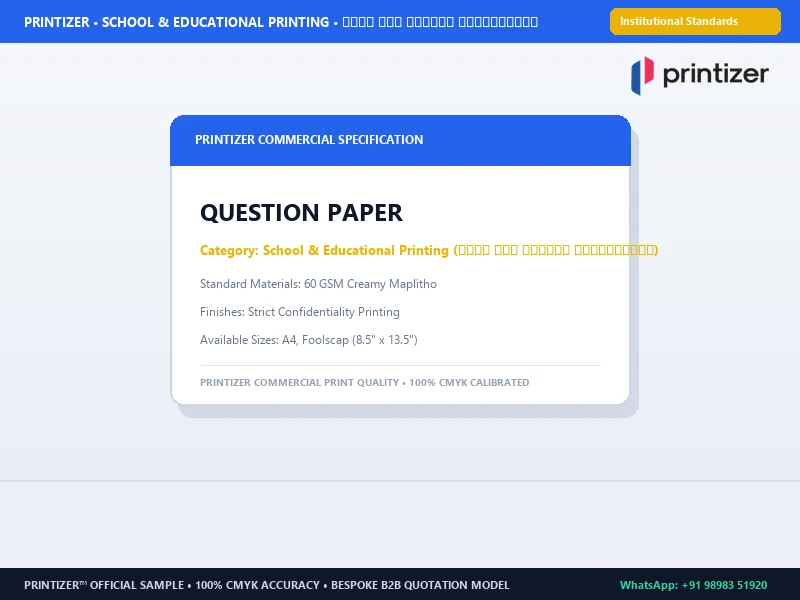 PRINTIZER • SCHOOL & EDUCATIONAL PRINTING •
Institutional Standards
printizer
PRINTIZER COMMERCIAL SPECIFICATION
QUESTION PAPER
Category: School & Educational Printing (
Standard Materials: 60 GSM Creamy Maplitho
Finishes: Strict Confidentiality Printing
Available Sizes: A4, Foolscap (8.5" x 13.5")
PRINTIZER COMMERCIAL PRINT QUALITY • 100% CMYK CALIBRATED
PRINTIZER™ OFFICIAL SAMPLE • 100% CMYK ACCURACY • BESPOKE B2B QUOTATION MODEL
WhatsApp: +91 98983 51920